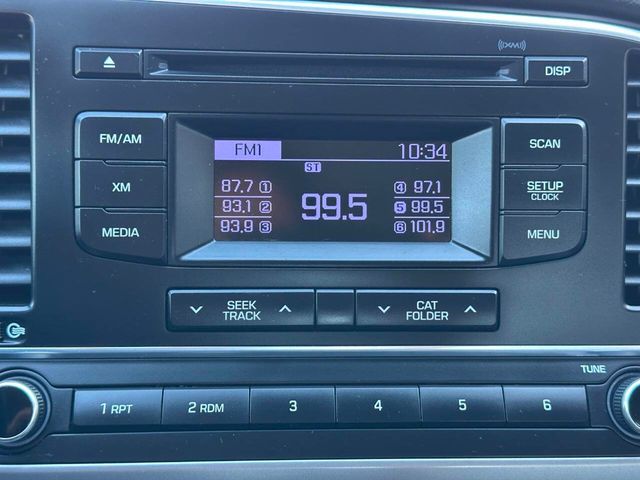 ((XM))
DISP
FM/AM
XM
MEDIA
FM1 10:34
ST
87.7 1 4 97.1
93.1 2 99.5 5 99.5
93.9 3 6 101.9
SCAN
SETUP
CLOCK
MENU
SEEK
TRACK
CAT
FOLDER
TUNE
1 RPT 2 RDM 3 4 5 6